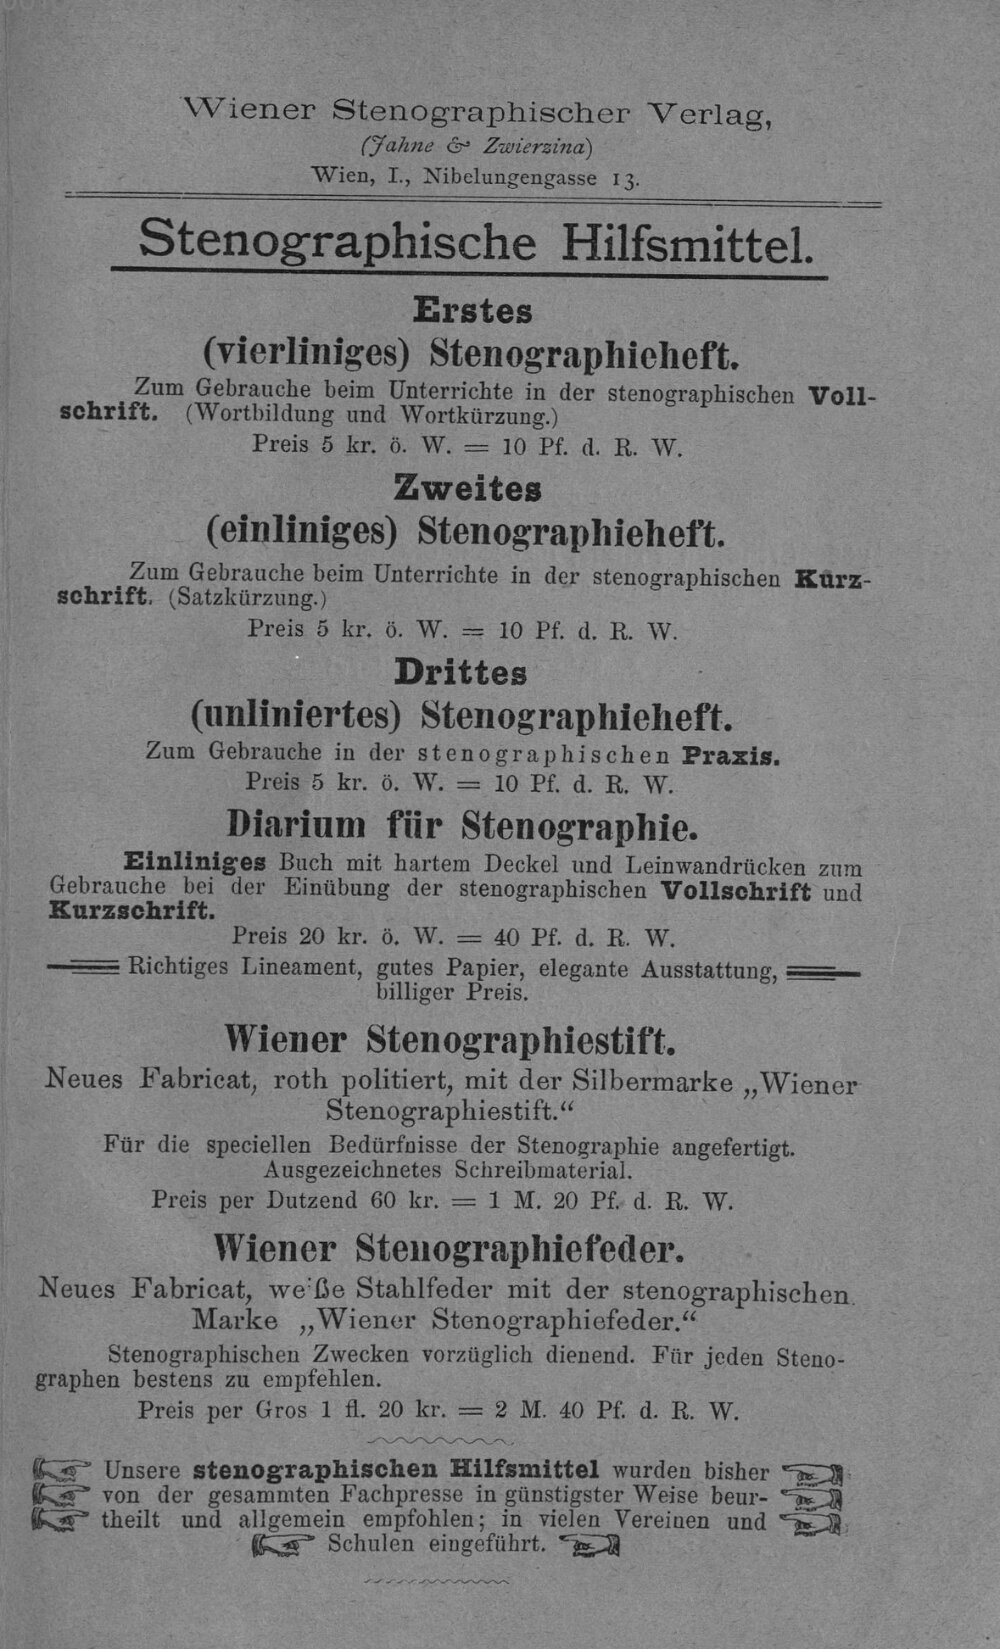 Wiener Stenographischer Verlag,
(Jahne & Zwierzina)
Wien, I., Nibelungengasse 13.
Stenographische Hilfsmittel.
Erstes
(vierliniges) Stenographieheft.
Zum Gebrauche beim Unterrichte in der stenographischen Voll-
schrift. (Wortbildung und Wortkürzung.)
Preis 5 kr. ö. W. = 10 Pf. d. R. W.
Zweites
(einliniges) Stenographieheft.
Zum Gebrauche beim Unterrichte in der stenographischen Kurz-
schrift. (Satzkürzung.)
Preis 5 kr. ö. W. = 10 Pf. d. R. W.
Drittes
(unliniertes) Stenographieheft.
Zum Gebrauche in der stenographischen Praxis.
Preis 5 kr. ö. W. = 10 Pf. d. R. W.
Diarium für Stenographie.
Einliniges Buch mit hartem Deckel und Leinwandrücken zum
Gebrauche bei der Einübung der stenographischen Vollschrift und
Kurzschrift.
Preis 20 kr. ö. W. = 40 Pf. d. R. W.
Richtiges Lineament, gutes Papier, elegante Ausstattung,
billiger Preis.
Wiener Stenographiestift.
Neues Fabricat, roth politiert, mit der Silbermarke „Wiener
Stenographiestift.“
Für die speciellen Bedürfnisse der Stenographie angefertigt.
Ausgezeichnetes Schreibmaterial.
Preis per Dutzend 60 kr. = 1 M. 20 Pf. d. R. W.
Wiener Stenographiefeder.
Neues Fabricat, weiße Stahlfeder mit der stenographischen
Marke „Wiener Stenographiefeder.“
Stenographischen Zwecken vorzüglich dienend. Für jeden Steno-
graphen bestens zu empfehlen.
Preis per Gros 1 fl. 20 kr. = 2 M. 40 Pf. d. R. W.
Unsere stenographischen Hilfsmittel wurden bisher
von der gesammten Fachpresse in günstigster Weise beur-
theilt und allgemein empfohlen; in vielen Vereinen und
Schulen eingeführt.